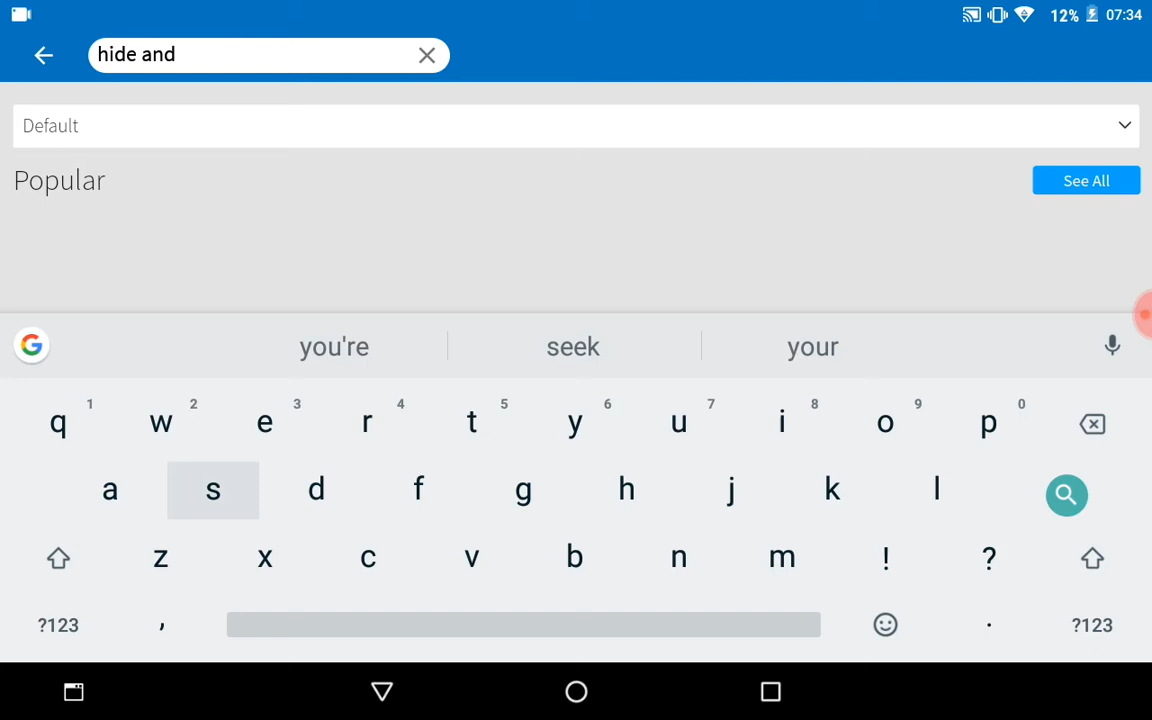 12% 07:34
hide and
Default
Popular See All
you're seek your
1 2 3 4 5 6 7 8 9 0
q w e r t y u i o p
a s d f g h j k l
z x c v b n m ! ?
?123 , . ?123